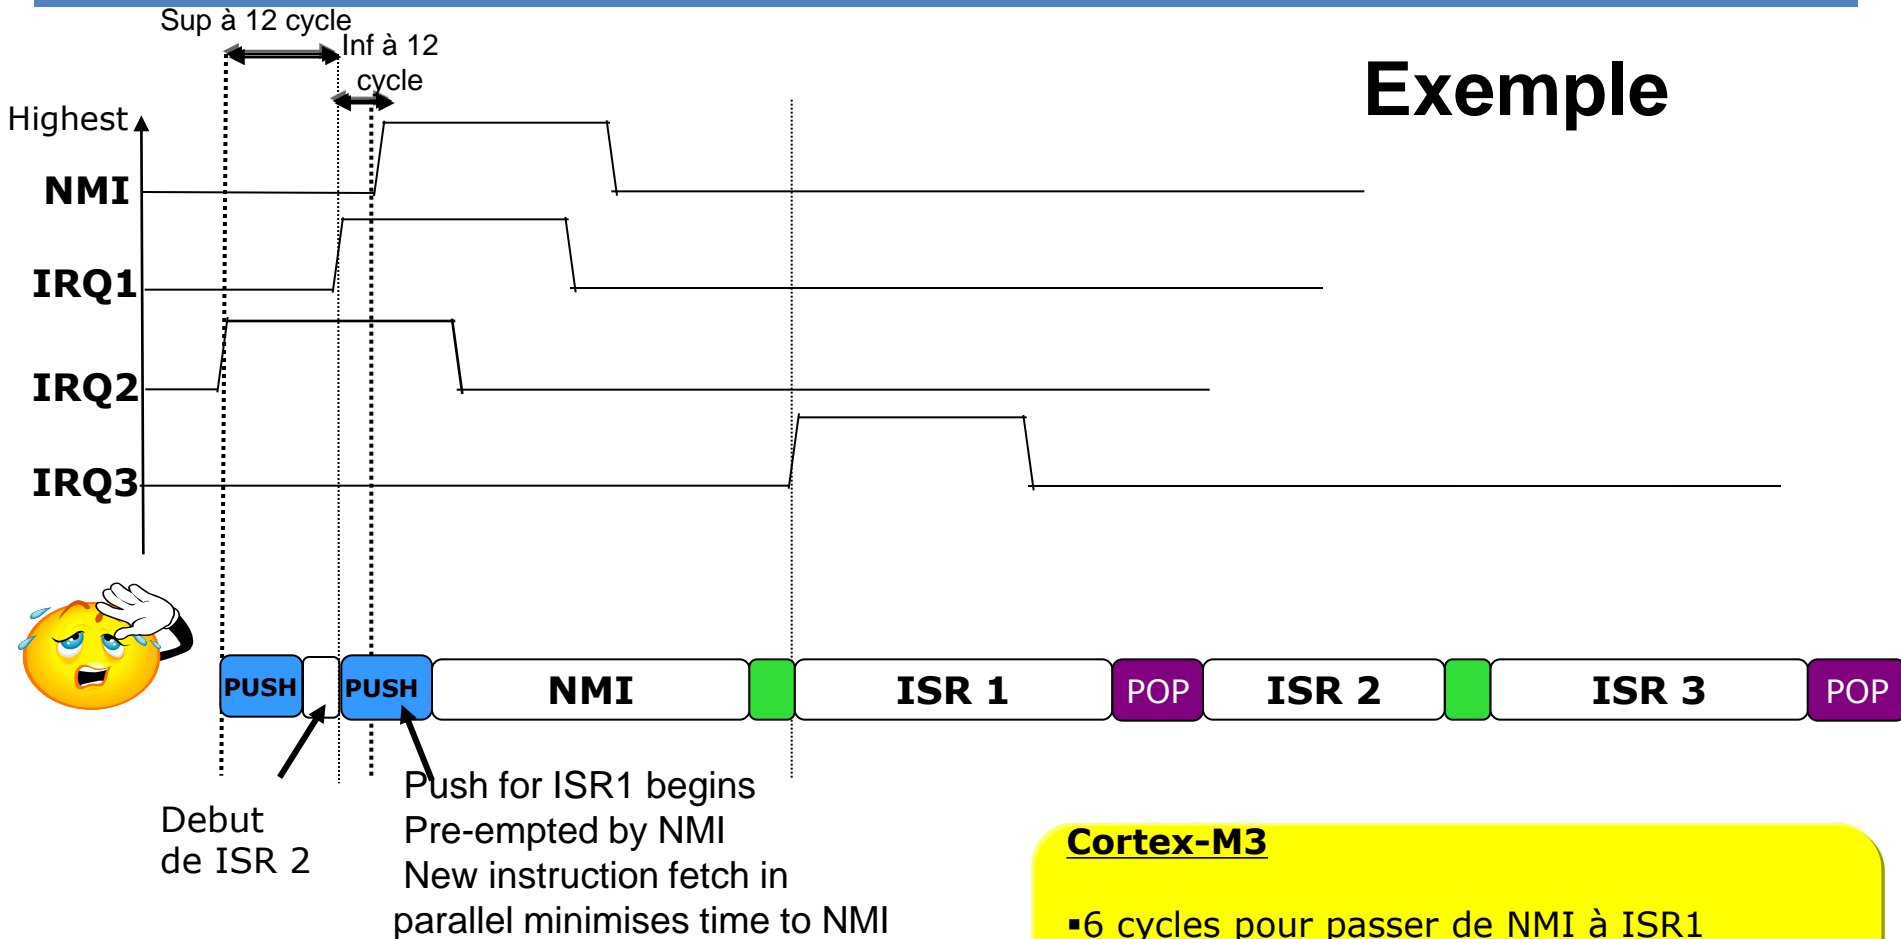 Sup à 12 cycle
Inf à 12
cycle
Exemple
Highest
NMI
IRQ1
IRQ2
IRQ3
PUSH
PUSH
NMI
ISR 1
POP
ISR 2
ISR 3
POP
Debut
de ISR 2
Push for ISR1 begins
Pre-empted by NMI
New instruction fetch in
parallel minimises time to NMI
Cortex-M3
▪6 cycles pour passer de NMI à ISR1